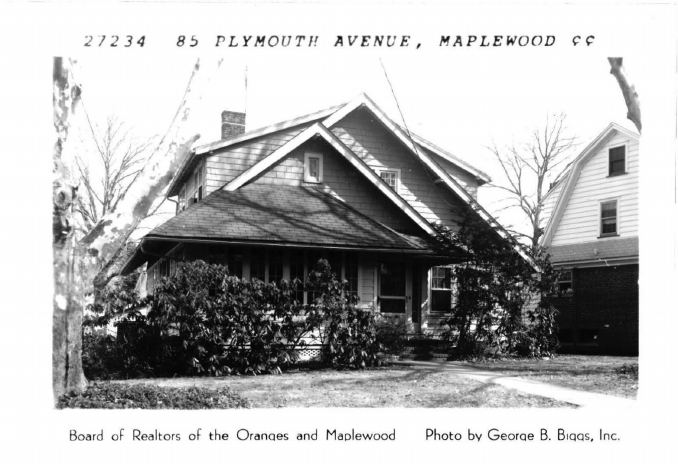 27234 85 PLYMOUTH AVENUE, MAPLEWOOD ¢¢
Board of Realtors of the Oranges and Maplewood Photo by George B. Biggs, Inc.